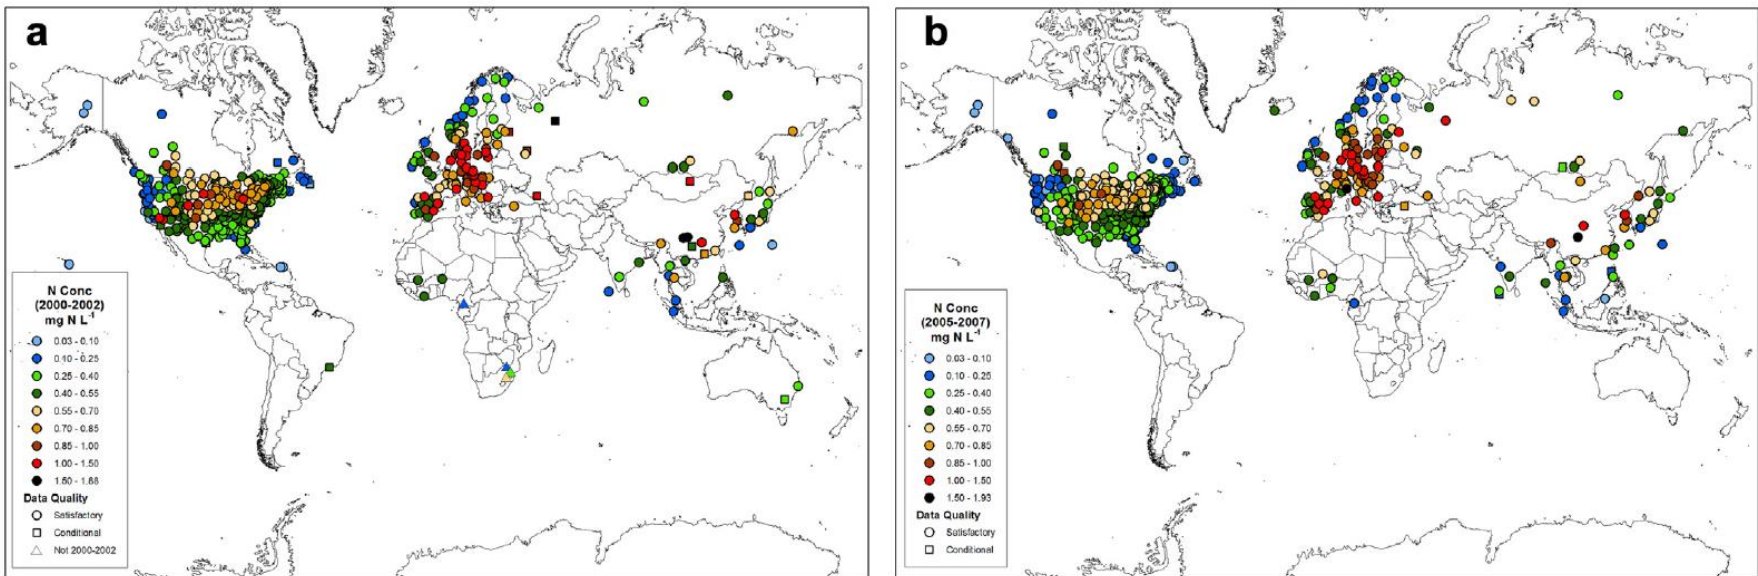 a
N Conc
(2000-2002)
mg N L-1
0.03 - 0.10
0.10 - 0.25
0.25 - 0.40
0.40 - 0.55
0.55 - 0.70
0.70 - 0.85
0.85 - 1.00
1.00 - 1.50
1.50 - 1.68
Data Quality
Satisfactory
Conditional
Not 2000-2002
b
N Conc
(2005-2007)
mg N L-1
0.03 - 0.10
0.10 - 0.25
0.25 - 0.40
0.40 - 0.55
0.55 - 0.70
0.70 - 0.85
0.85 - 1.00
1.00 - 1.50
1.50 - 1.93
Data Quality
Satisfactory
Conditional